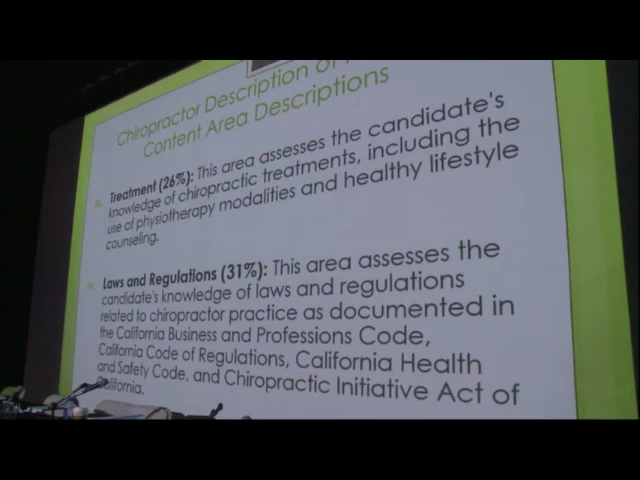 Chiropractor Description of
Content Area Descriptions
Treatment (26%): This area assesses the candidate's
knowledge of chiropractic treatments, including the
use of physiotherapy modalities and healthy lifestyle
counseling.
Laws and Regulations (31%): This area assesses the
candidate's knowledge of laws and regulations
related to chiropractor practice as documented in
the California Business and Professions Code,
California Code of Regulations, California Health
and Safety Code, and Chiropractic Initiative Act of
California.